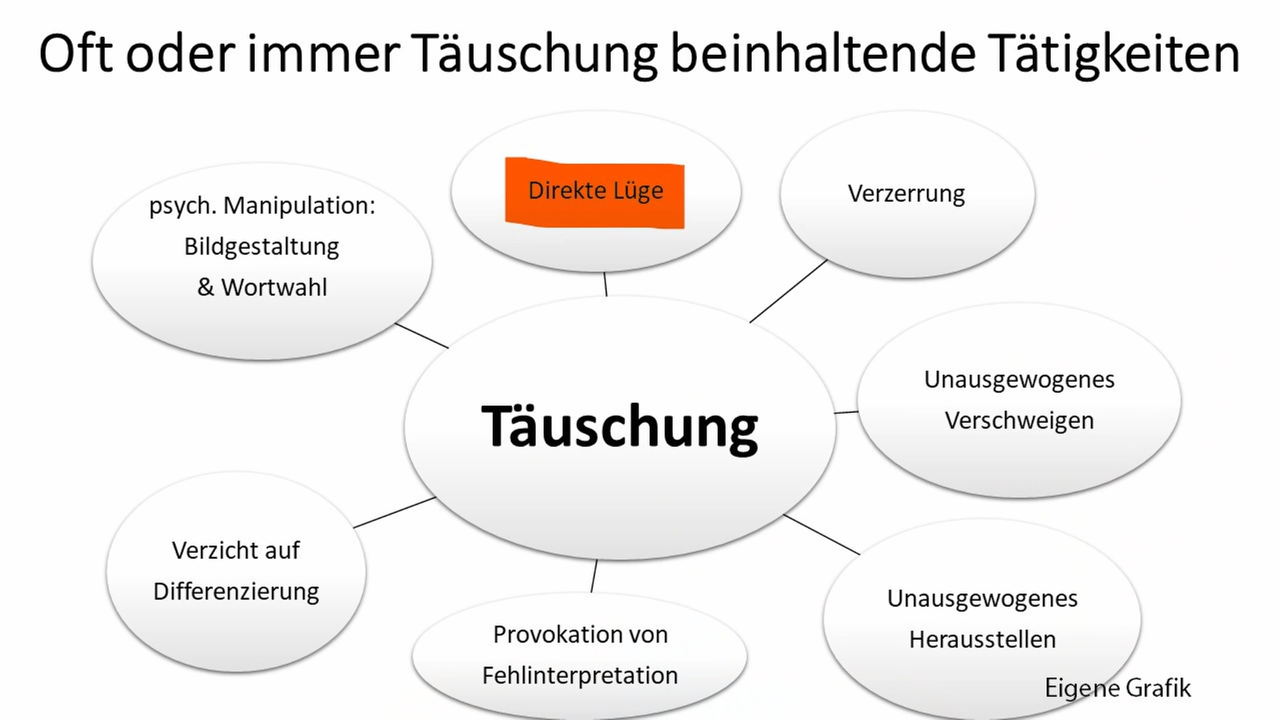 Oft oder immer Täuschung beinhaltende Tätigkeiten
psych. Manipulation:
Bildgestaltung
& Wortwahl
Direkte Lüge
Verzerrung
Täuschung
Unausgewogenes
Verschweigen
Verzicht auf
Differenzierung
Provokation von
Fehlinterpretation
Unausgewogenes
Herausstellen
Eigene Grafik